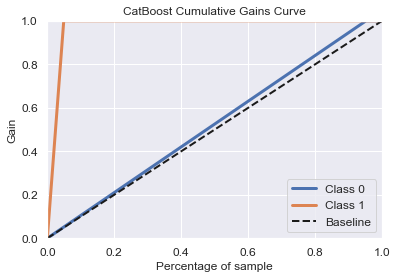 CatBoost Cumulative Gains Curve
1.0
0.8
0.6
0.4
0.2
0.0
Gain
0.0 0.2 0.4 0.6 0.8 1.0
Percentage of sample
Class 0
Class 1
Baseline